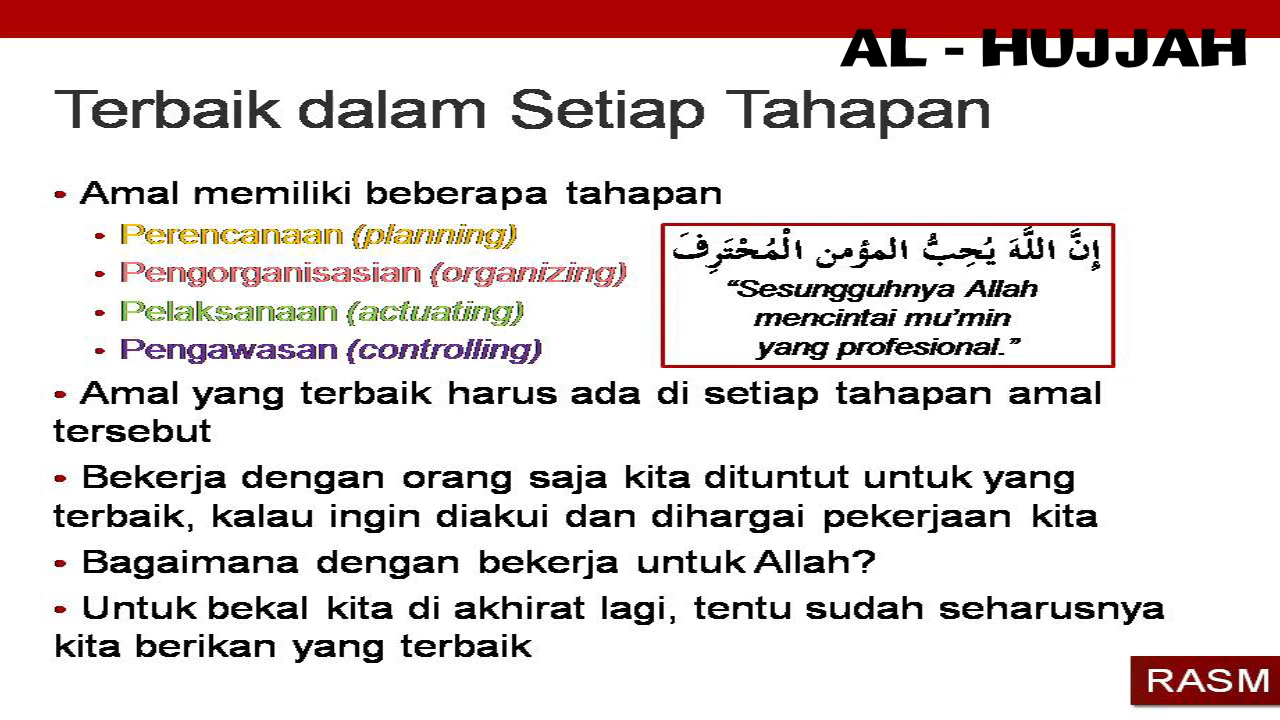 AL - HUJJAH
Terbaik dalam Setiap Tahapan
• Amal memiliki beberapa tahapan
• Perencanaan (planning)
• Pengorganisasian (organizing)
• Pelaksanaan (actuating)
• Pengawasan (controlling)
إِنَّ اللَّهَ يُحِبُّ المؤمن الْمُحْتَرِفَ
“Sesungguhnya Allah
mencintai mu’min
yang profesional.”
• Amal yang terbaik harus ada di setiap tahapan amal
tersebut
• Bekerja dengan orang saja kita dituntut untuk yang
terbaik, kalau ingin diakui dan dihargai pekerjaan kita
• Bagaimana dengan bekerja untuk Allah?
• Untuk bekal kita di akhirat lagi, tentu sudah seharusnya
kita berikan yang terbaik
RASM